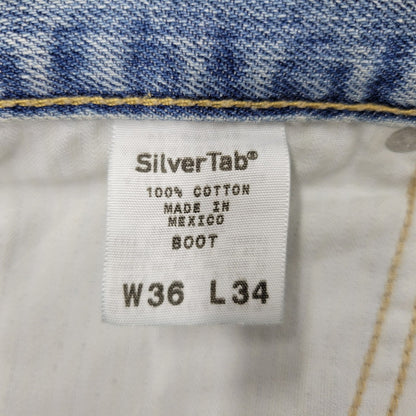 SilverTab®
100% COTTON
MADE IN
MEXICO
BOOT
W36 L34